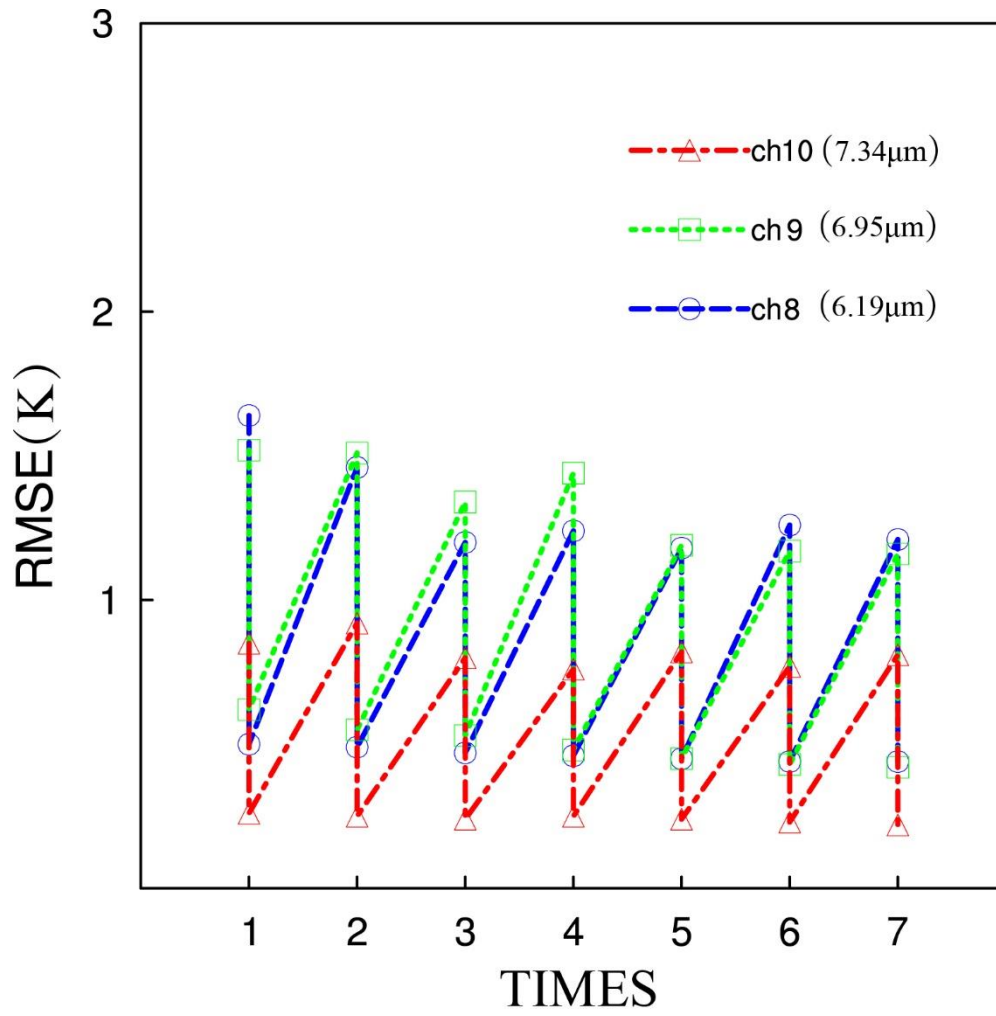 3
ch10 (7.34μm)
ch9 (6.95μm)
2
ch8 (6.19μm)
RMSE(K)
1
1 2 3 4 5 6 7
TIMES